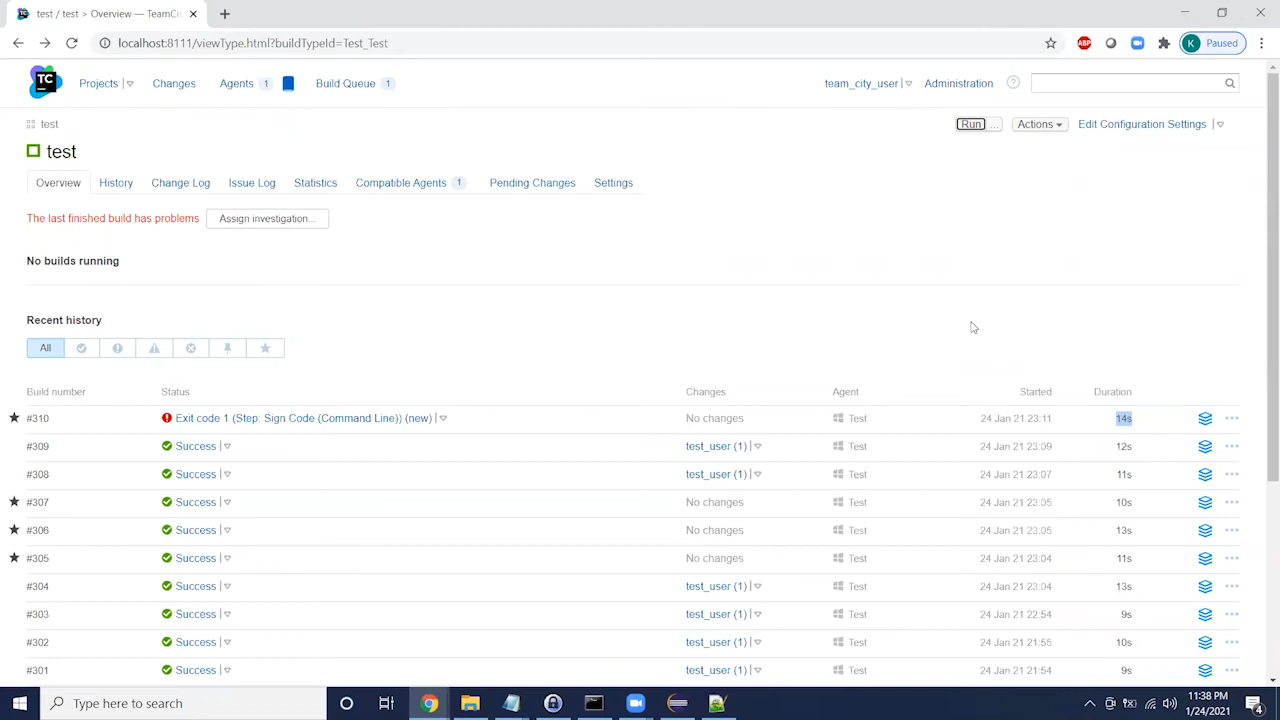 test / test > Overview — TeamCi
localhost:8111/viewType.html?buildTypeId=Test_Test
ABP
K Paused
TC
Projects Changes Agents 1 Build Queue 1 team_city_user Administration ?
test Run ... Actions Edit Configuration Settings
test
Overview History Change Log Issue Log Statistics Compatible Agents 1 Pending Changes Settings
The last finished build has problems Assign investigation...
No builds running
Recent history
All
Build number Status Changes Agent Started Duration
#310 Exit code 1 (Step: Sign Code (Command Line)) (new) No changes Test 24 Jan 21 23:11 14s
#309 Success test_user (1) Test 24 Jan 21 23:09 12s
#308 Success test_user (1) Test 24 Jan 21 23:07 11s
#307 Success No changes Test 24 Jan 21 23:05 10s
#306 Success No changes Test 24 Jan 21 23:05 13s
#305 Success No changes Test 24 Jan 21 23:04 11s
#304 Success test_user (1) Test 24 Jan 21 23:04 13s
#303 Success test_user (1) Test 24 Jan 21 22:54 9s
#302 Success test_user (1) Test 24 Jan 21 21:55 10s
#301 Success test_user (1) Test 24 Jan 21 21:54 9s
Type here to search
11:38 PM
1/24/2021
4